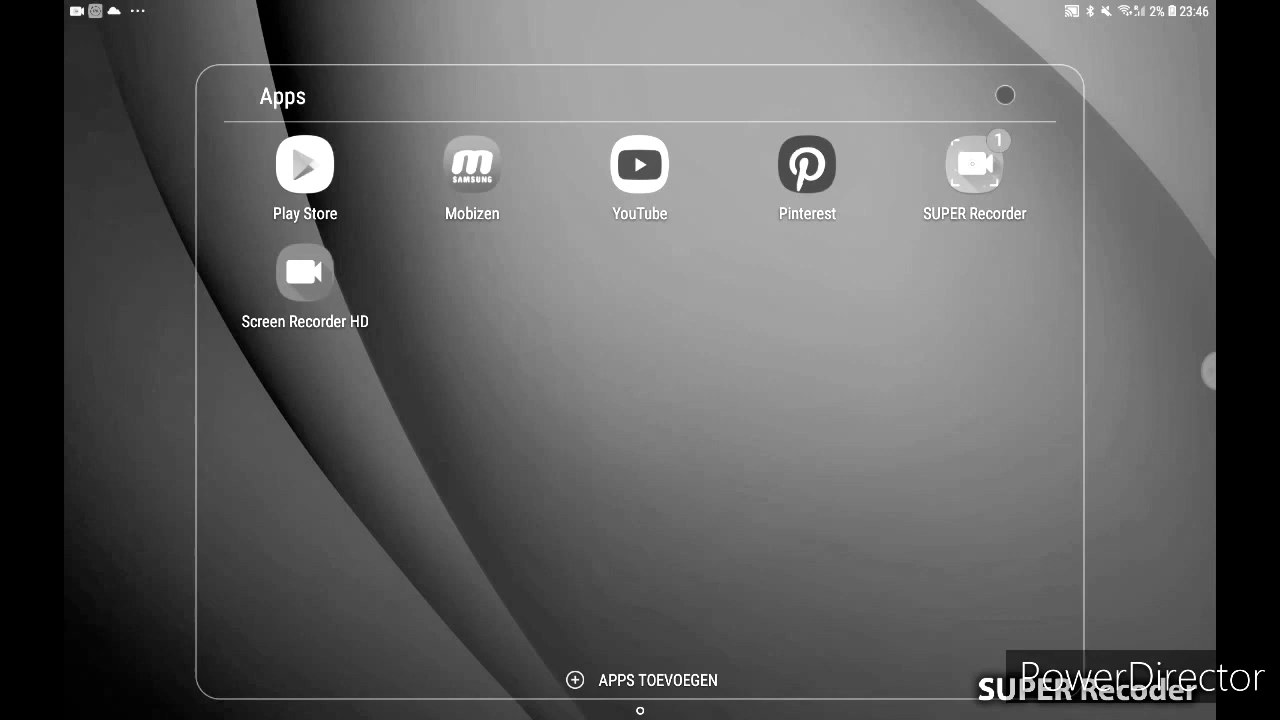 2% 23:46
Apps
1
m
SAMSUNG
Play Store Mobizen YouTube Pinterest SUPER Recorder
Screen Recorder HD
APPS TOEVOEGEN
PowerDirector
SUPER Recoder